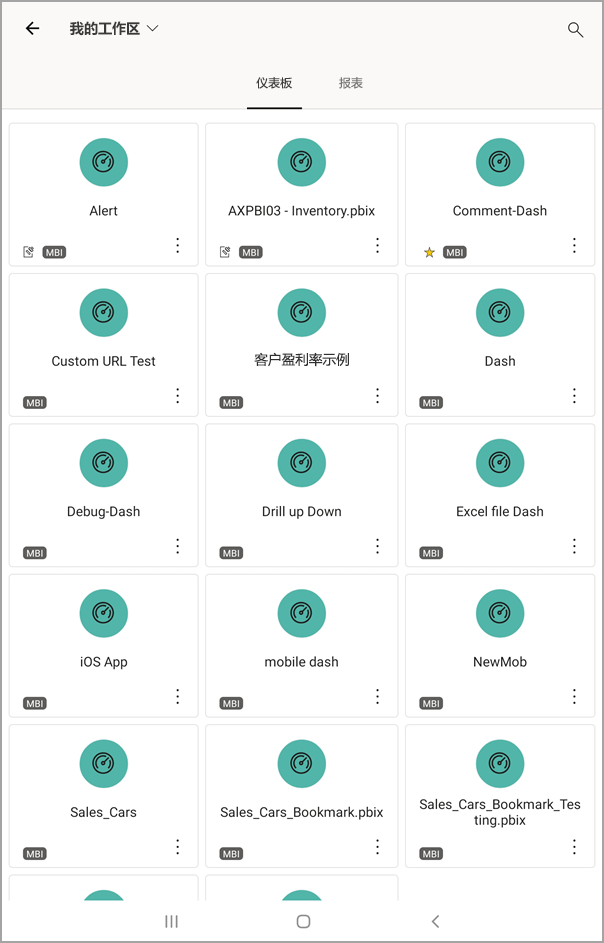 我的工作区
仪表板 报表
Alert
MBI
AXPBI03 - Inventory.pbix
MBI
Comment-Dash
MBI
Custom URL Test
MBI
客户盈利率示例
MBI
Dash
MBI
Debug-Dash
MBI
Drill up Down
MBI
Excel file Dash
MBI
iOS App
MBI
mobile dash
MBI
NewMob
MBI
Sales_Cars
MBI
Sales_Cars_Bookmark.pbix
MBI
Sales_Cars_Bookmark_Tes
ting.pbix
MBI